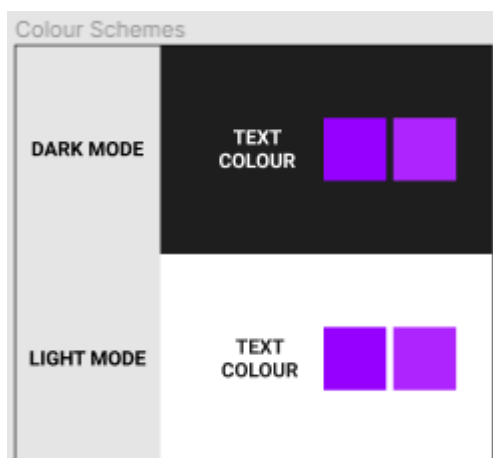 Colour Schemes
DARK MODE
TEXT
COLOUR
LIGHT MODE
TEXT
COLOUR